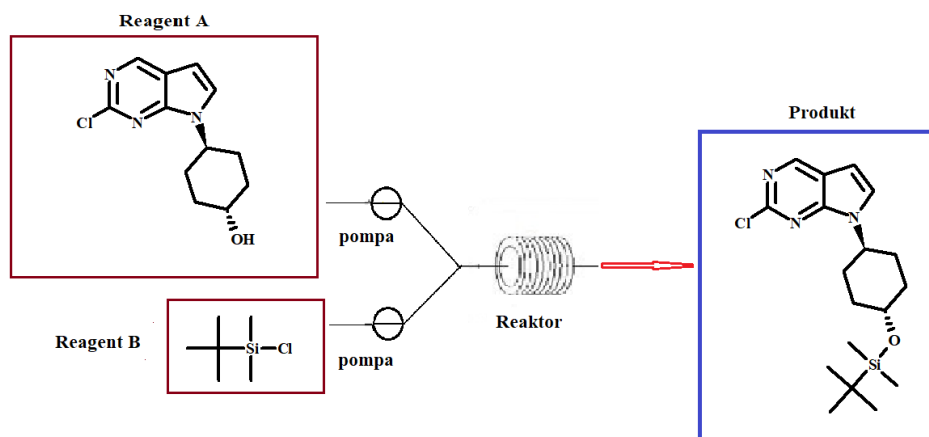 Reagent A
N
Cl
N
N
OH
pompa
Reagent B
Si
Cl
pompa
Reaktor
Produkt
N
Cl
N
N
O
Si